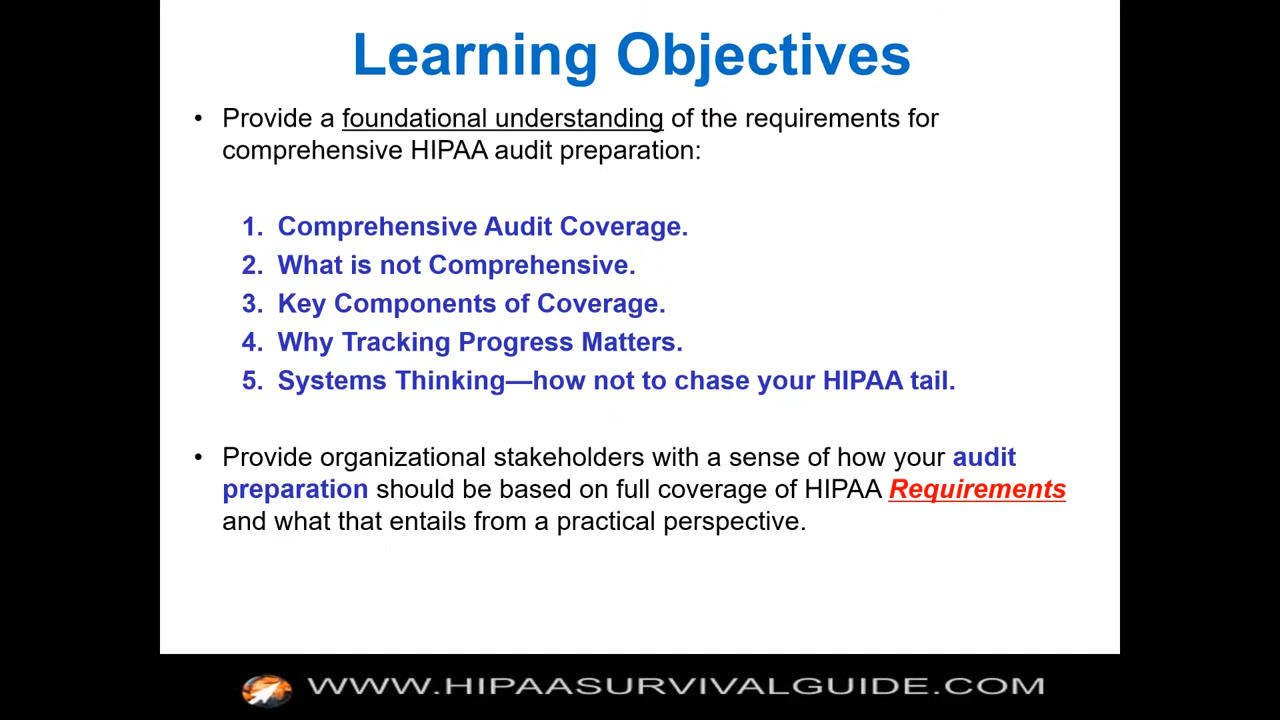 Learning Objectives
• Provide a foundational understanding of the requirements for
comprehensive HIPAA audit preparation:
1. Comprehensive Audit Coverage.
2. What is not Comprehensive.
3. Key Components of Coverage.
4. Why Tracking Progress Matters.
5. Systems Thinking—how not to chase your HIPAA tail.
• Provide organizational stakeholders with a sense of how your audit
preparation should be based on full coverage of HIPAA Requirements
and what that entails from a practical perspective.
WWW.HIPAASURVIVALGUIDE.COM